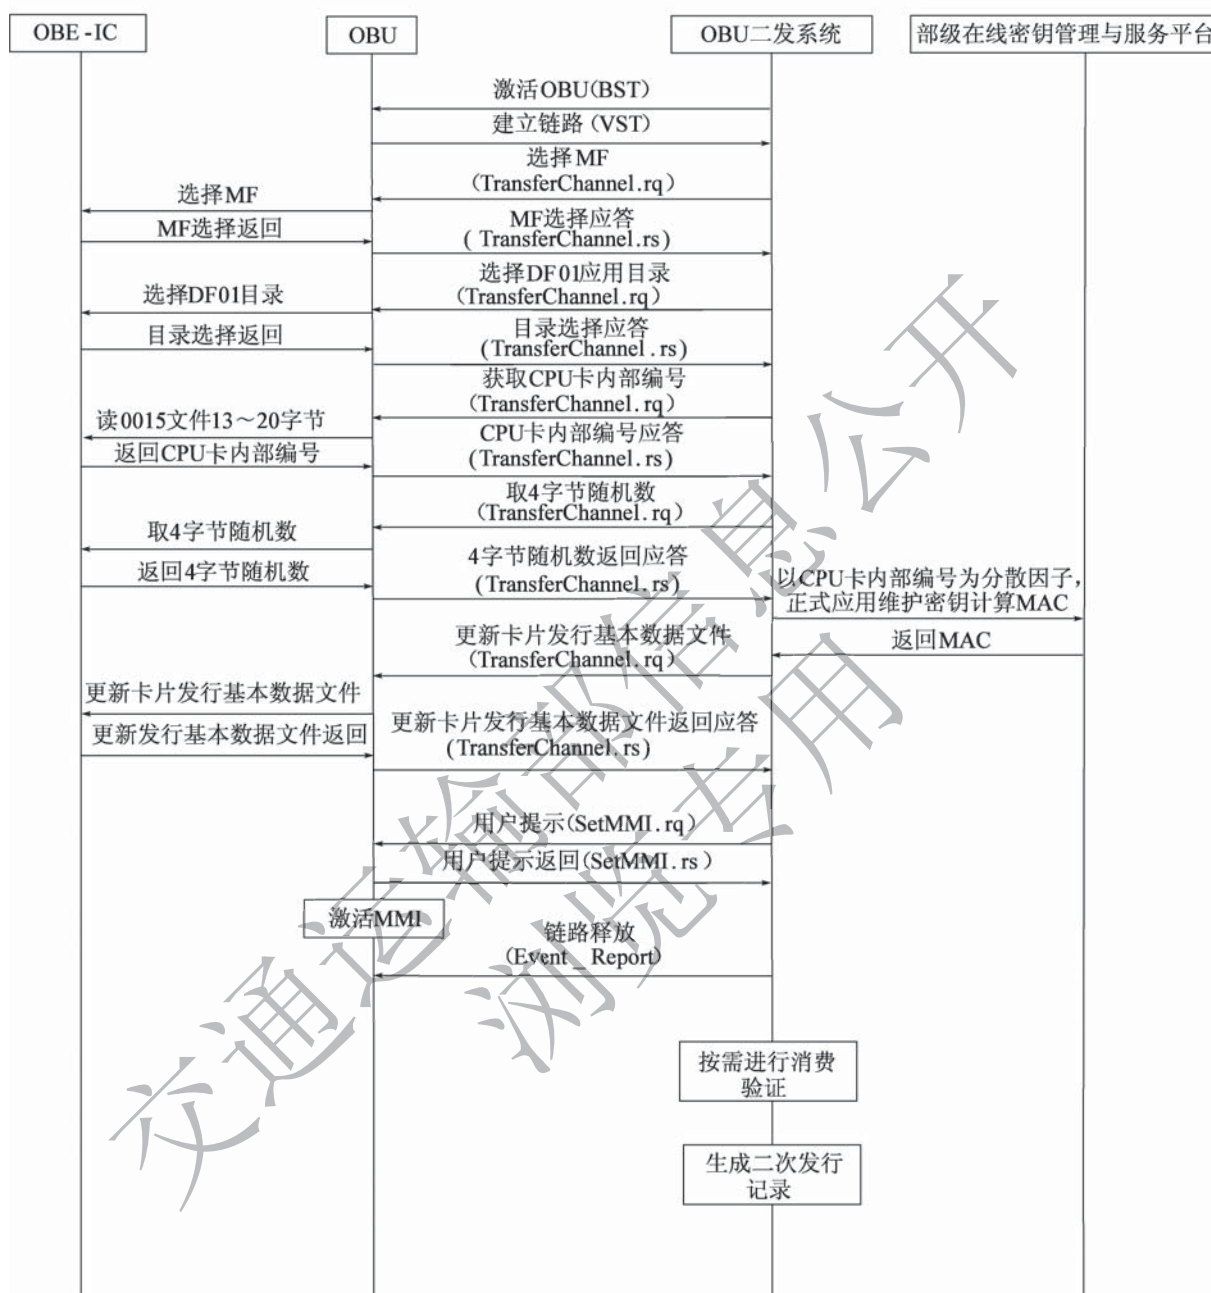 OBE-IC
OBU
OBU二发系统
部级在线密钥管理与服务平台
激活OBU(BST)
建立链路(VST)
选择MF
(TransferChannel.rq)
选择MF
MF选择返回
MF选择应答
(TransferChannel.rs)
选择DF01应用目录
(TransferChannel.rq)
选择DF01目录
目录选择返回
目录选择应答
(TransferChannel.rs)
获取CPU卡内部编号
(TransferChannel.rq)
读0015文件13～20字节
返回CPU卡内部编号
CPU卡内部编号应答
(TransferChannel.rs)
取4字节随机数
(TransferChannel.rq)
取4字节随机数
返回4字节随机数
4字节随机数返回应答
(TransferChannel.rs)
以CPU卡内部编号为分散因子，
正式应用维护密钥计算MAC
返回MAC
更新卡片发行基本数据文件
(TransferChannel.rq)
更新卡片发行基本数据文件
更新发行基本数据文件返回
更新卡片发行基本数据文件返回应答
(TransferChannel.rs)
用户提示(SetMMI.rq)
用户提示返回(SetMMI.rs)
激活MMI
链路释放
(Event_Report)
按需进行消费
验证
生成二次发行
记录
交通运输部信息公开
浏览专用